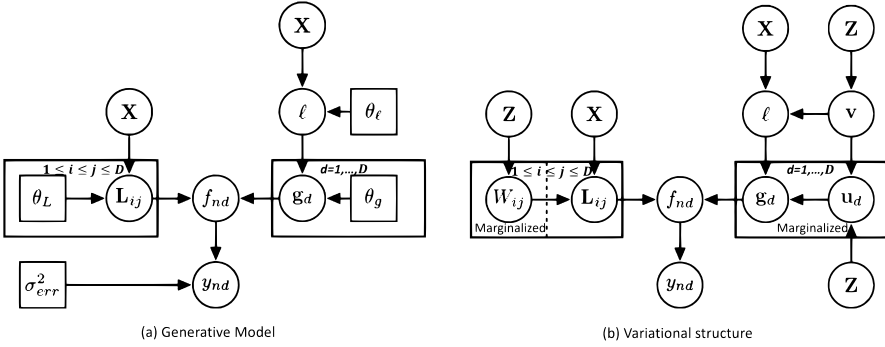 X
X
Z
X
ℓ
θ_ℓ
Z
X
ℓ
v
1 ≤ i ≤ j ≤ D
d=1,...,D
1 ≤ i ≤ j ≤ D
d=1,...,D
θ_L
L_ij
f_nd
g_d
θ_g
W_ij
L_ij
f_nd
g_d
u_d
Marginalized
Marginalized
σ²_err
y_nd
y_nd
Z
(a) Generative Model
(b) Variational structure